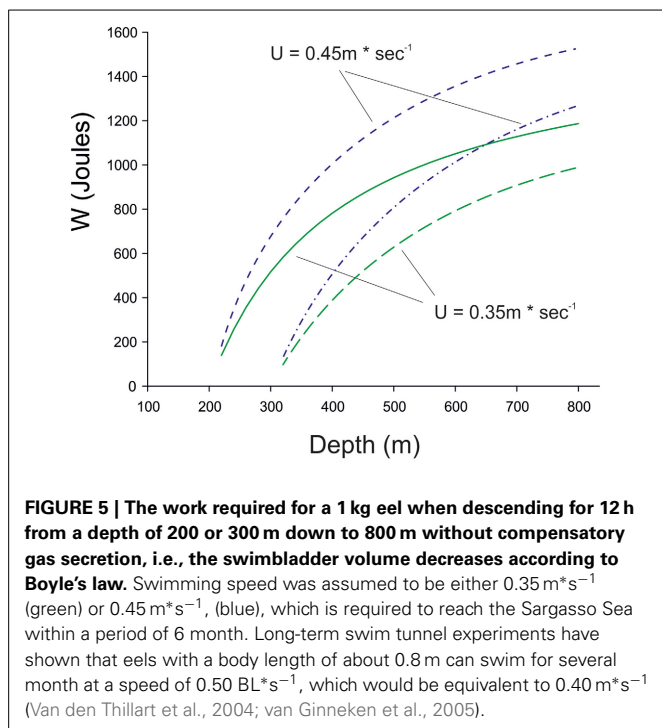 1600
1400
1200
1000
800
600
400
200
0
W (Joules)
U = 0.45m * sec⁻¹
U = 0.35m * sec⁻¹
100 200 300 400 500 600 700 800
Depth (m)
FIGURE 5 | The work required for a 1 kg eel when descending for 12 h
from a depth of 200 or 300 m down to 800 m without compensatory
gas secretion, i.e., the swimbladder volume decreases according to
Boyle's law. Swimming speed was assumed to be either 0.35 m*s⁻¹
(green) or 0.45 m*s⁻¹, (blue), which is required to reach the Sargasso Sea
within a period of 6 month. Long-term swim tunnel experiments have
shown that eels with a body length of about 0.8 m can swim for several
month at a speed of 0.50 BL*s⁻¹, which would be equivalent to 0.40 m*s⁻¹
(Van den Thillart et al., 2004; van Ginneken et al., 2005).